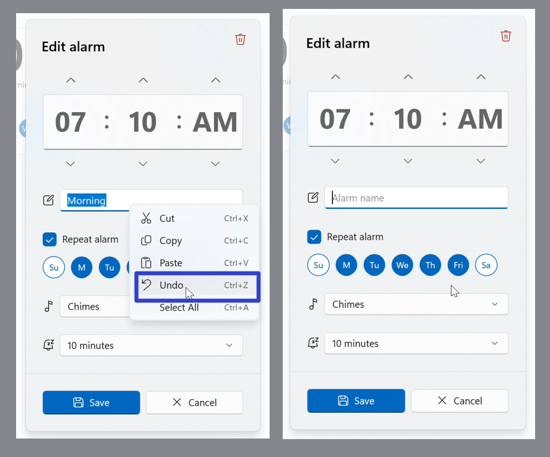 Edit alarm
07 : 10 : AM
Morning
Cut Ctrl+X
Copy Ctrl+C
Paste Ctrl+V
Undo Ctrl+Z
Select All Ctrl+A
Repeat alarm
Su M Tu
Chimes
10 minutes
Save Cancel
Edit alarm
07 : 10 : AM
Alarm name
Repeat alarm
Su M Tu We Th Fri Sa
Chimes
10 minutes
Save Cancel